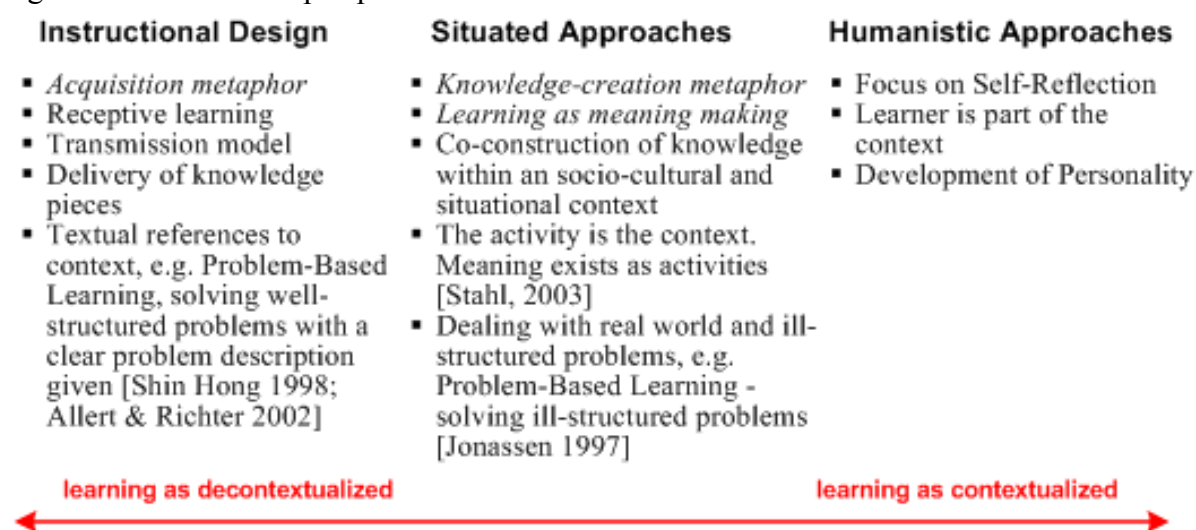 Instructional Design
▪ Acquisition metaphor
▪ Receptive learning
▪ Transmission model
▪ Delivery of knowledge
pieces
▪ Textual references to
context, e.g. Problem-Based
Learning, solving well-
structured problems with a
clear problem description
given [Shin Hong 1998;
Allert & Richter 2002]
Situated Approaches
▪ Knowledge-creation metaphor
▪ Learning as meaning making
▪ Co-construction of knowledge
within an socio-cultural and
situational context
▪ The activity is the context.
Meaning exists as activities
[Stahl, 2003]
▪ Dealing with real world and ill-
structured problems, e.g.
Problem-Based Learning -
solving ill-structured problems
[Jonassen 1997]
Humanistic Approaches
▪ Focus on Self-Reflection
▪ Learner is part of the
context
▪ Development of Personality
learning as decontextualized
learning as contextualized